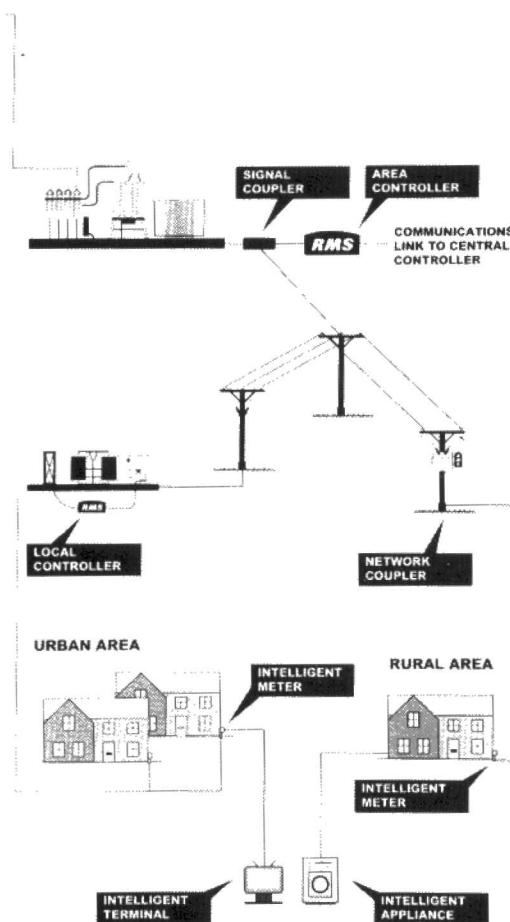 SIGNAL
COUPLER
AREA
CONTROLLER
RMS
COMMUNICATIONS
LINK TO CENTRAL
CONTROLLER
RMS
LOCAL
CONTROLLER
NETWORK
COUPLER
URBAN AREA
INTELLIGENT
METER
RURAL AREA
INTELLIGENT
METER
INTELLIGENT
TERMINAL
INTELLIGENT
APPLIANCE